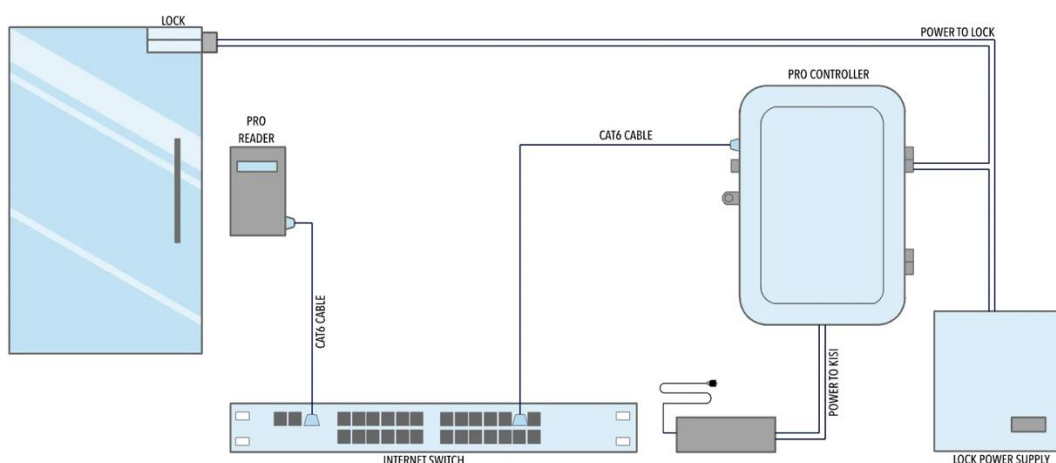 LOCK
POWER TO LOCK
PRO CONTROLLER
PRO
READER
CAT6 CABLE
CAT6 CABLE
POWER TO KISI
INTERNET SWITCH
LOCK POWER SUPPLY